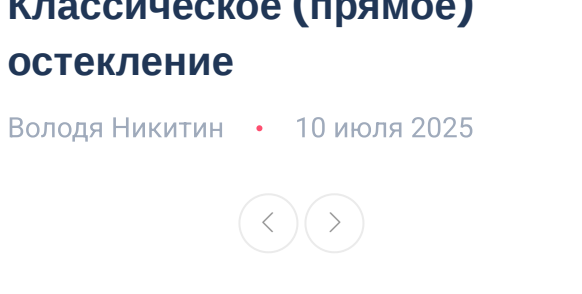 Классическое (прямое)
остекление
Володя Никитин • 10 июля 2025